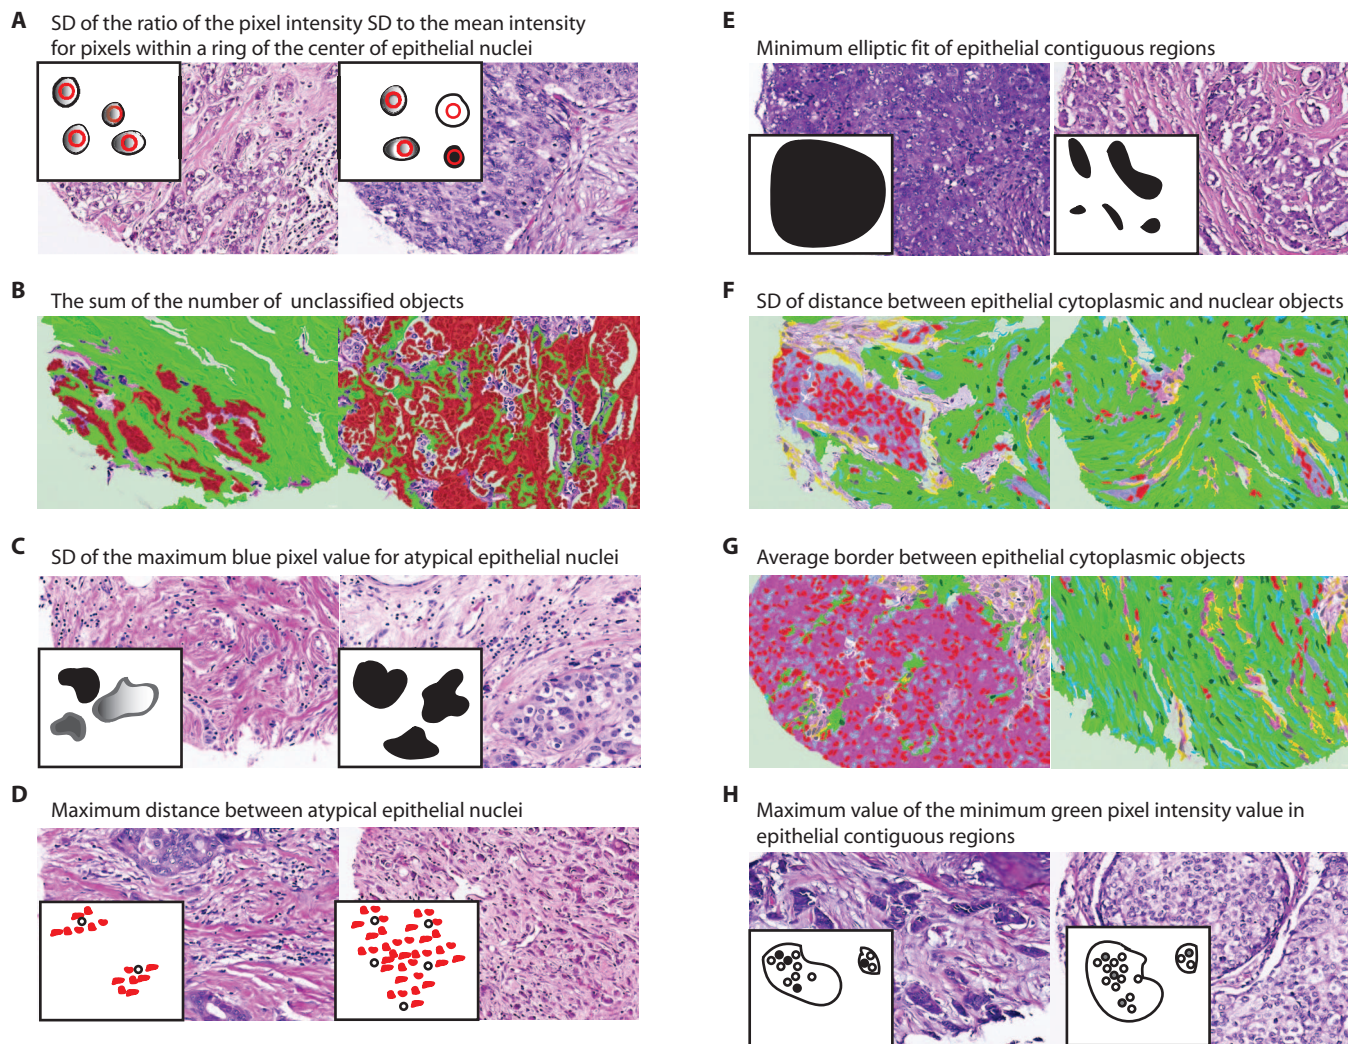 A
SD of the ratio of the pixel intensity SD to the mean intensity
for pixels within a ring of the center of epithelial nuclei
B
The sum of the number of unclassified objects
C
SD of the maximum blue pixel value for atypical epithelial nuclei
D
Maximum distance between atypical epithelial nuclei
E
Minimum elliptic fit of epithelial contiguous regions
F
SD of distance between epithelial cytoplasmic and nuclear objects
G
Average border between epithelial cytoplasmic objects
H
Maximum value of the minimum green pixel intensity value in
epithelial contiguous regions